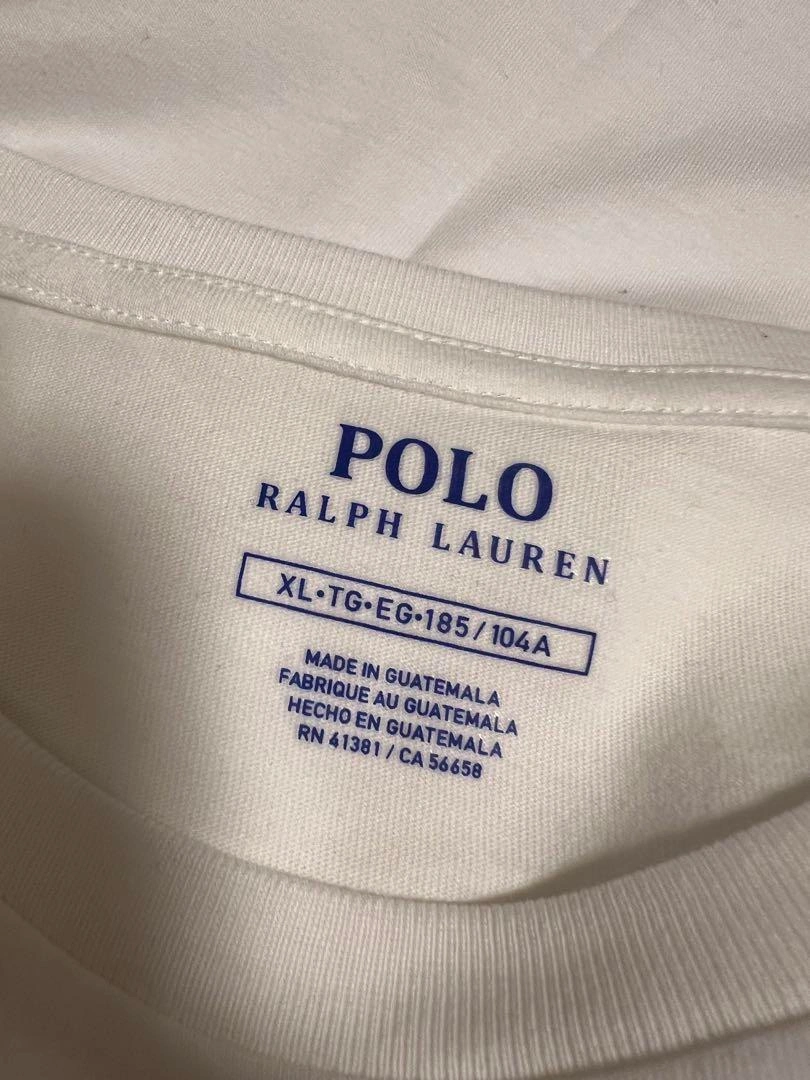 POLO
RALPH LAUREN
XL•TG•EG•185/104A
MADE IN GUATEMALA
FABRIQUE AU GUATEMALA
HECHO EN GUATEMALA
RN 41381 / CA 56658